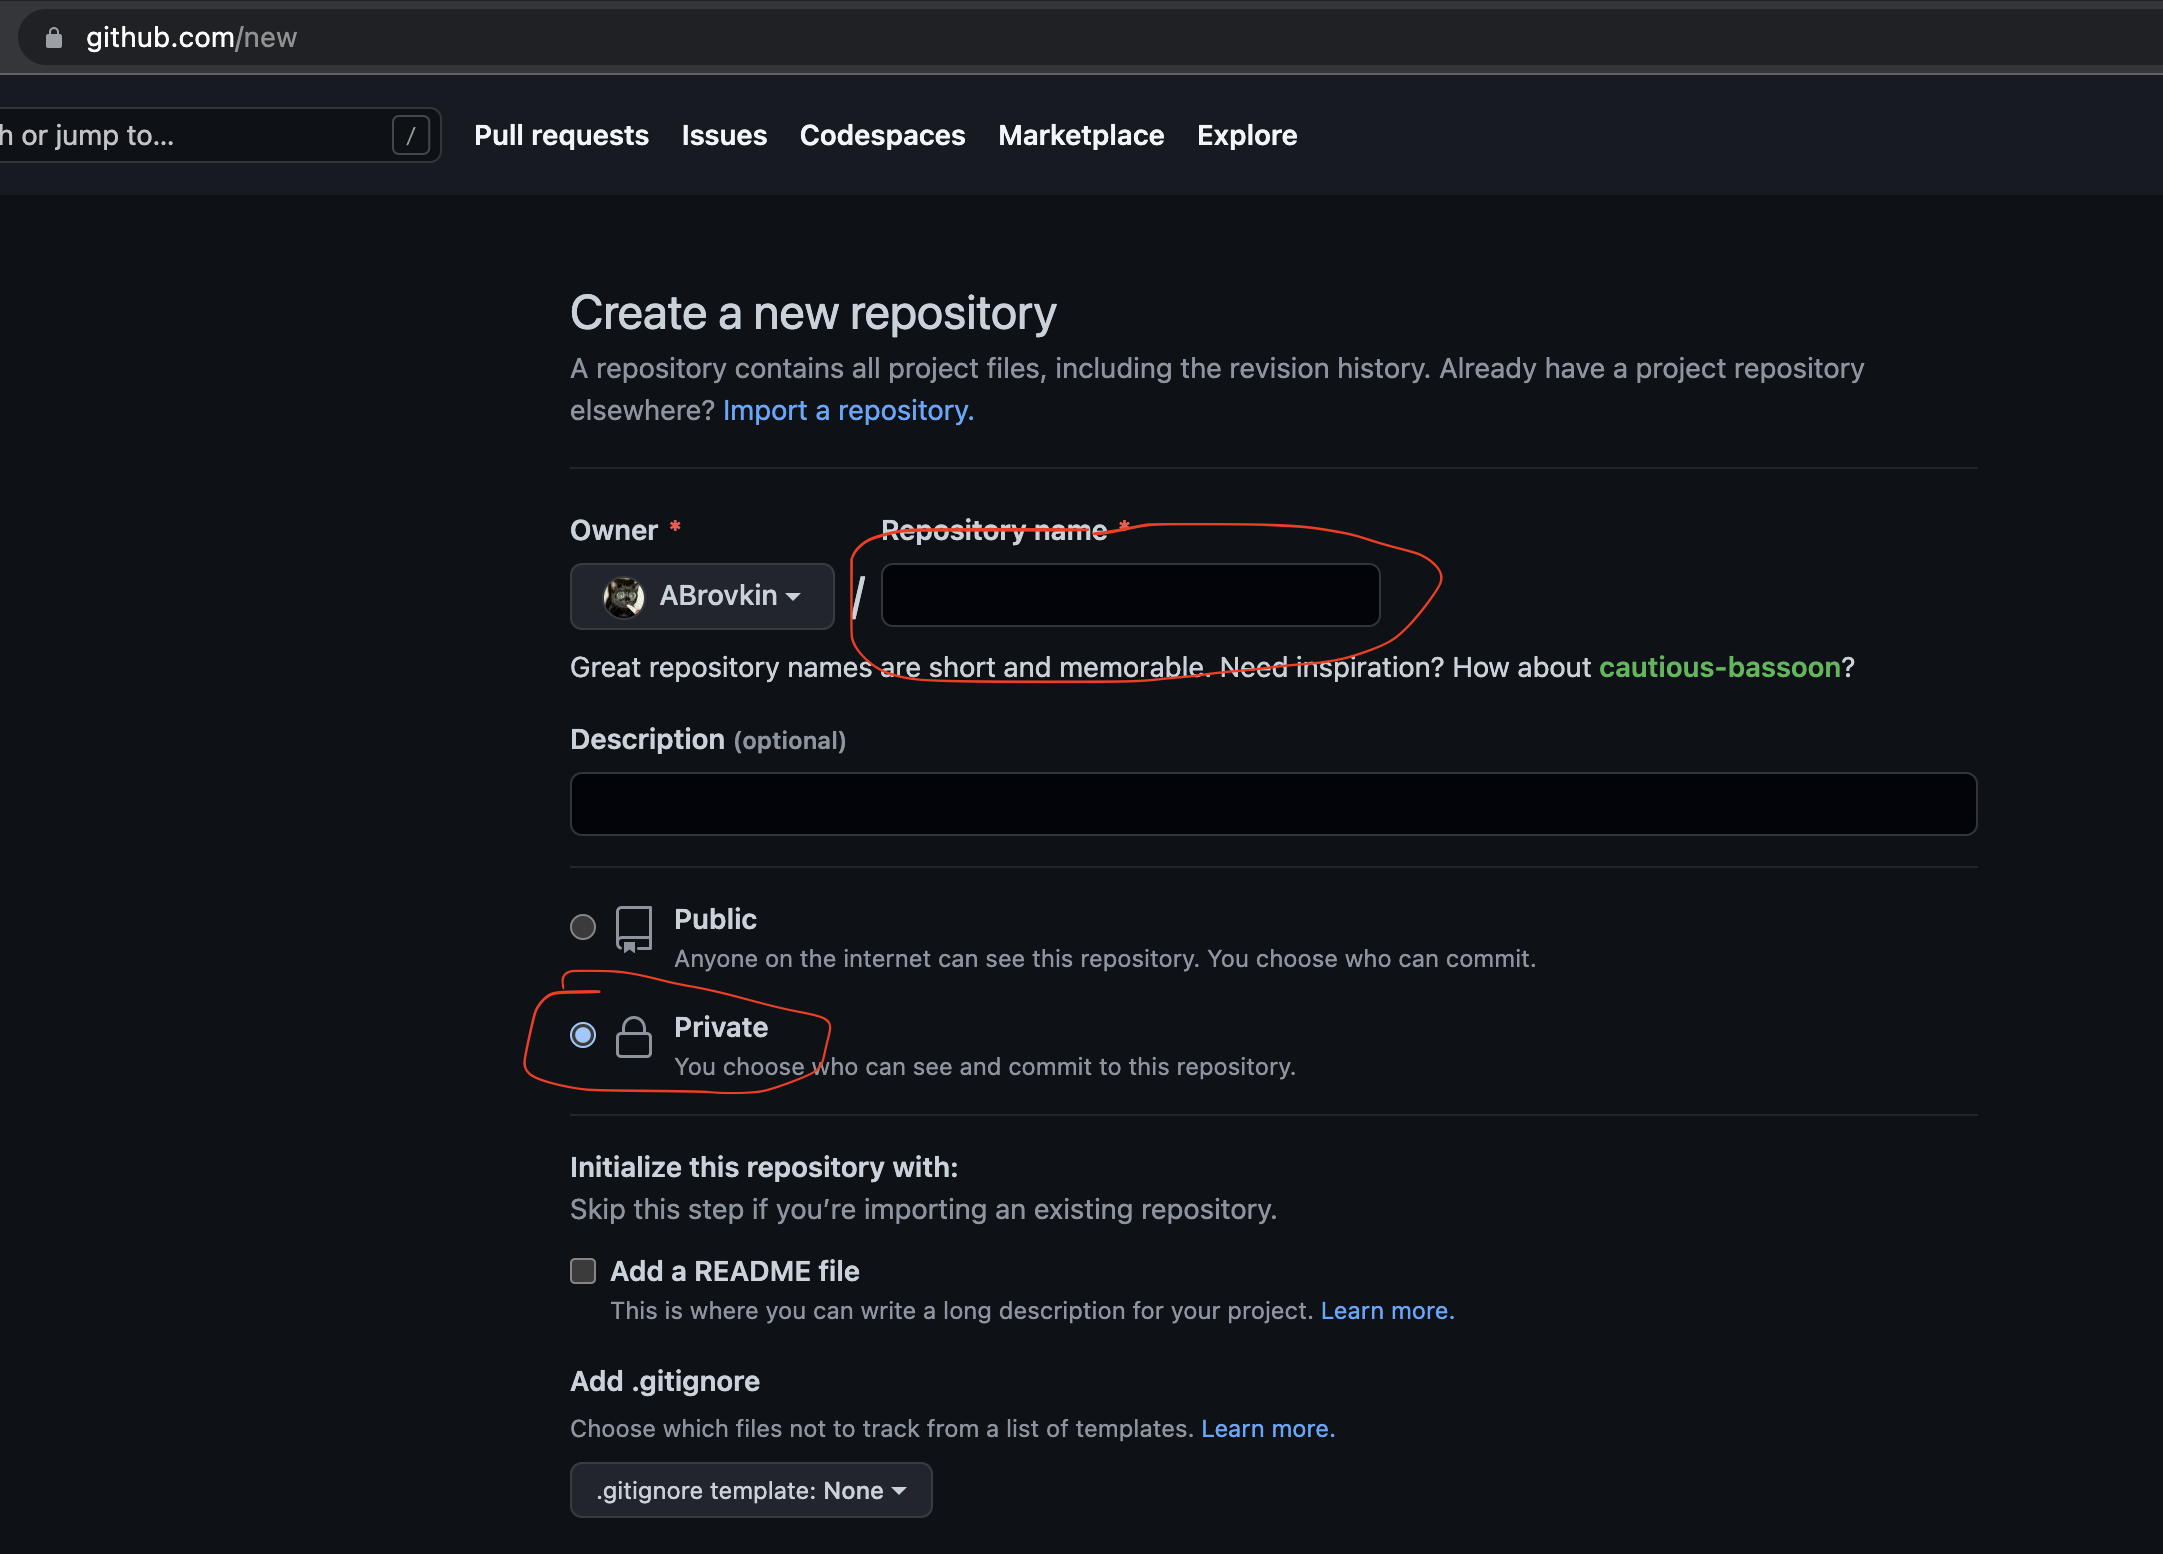 github.com/new
h or jump to...
/
Pull requests Issues Codespaces Marketplace Explore
Create a new repository
A repository contains all project files, including the revision history. Already have a project repository
elsewhere? Import a repository.
Owner * Repository name *
ABrovkin /
Great repository names are short and memorable. Need inspiration? How about cautious-bassoon?
Description (optional)
Public
Anyone on the internet can see this repository. You choose who can commit.
Private
You choose who can see and commit to this repository.
Initialize this repository with:
Skip this step if you’re importing an existing repository.
Add a README file
This is where you can write a long description for your project. Learn more.
Add .gitignore
Choose which files not to track from a list of templates. Learn more.
.gitignore template: None